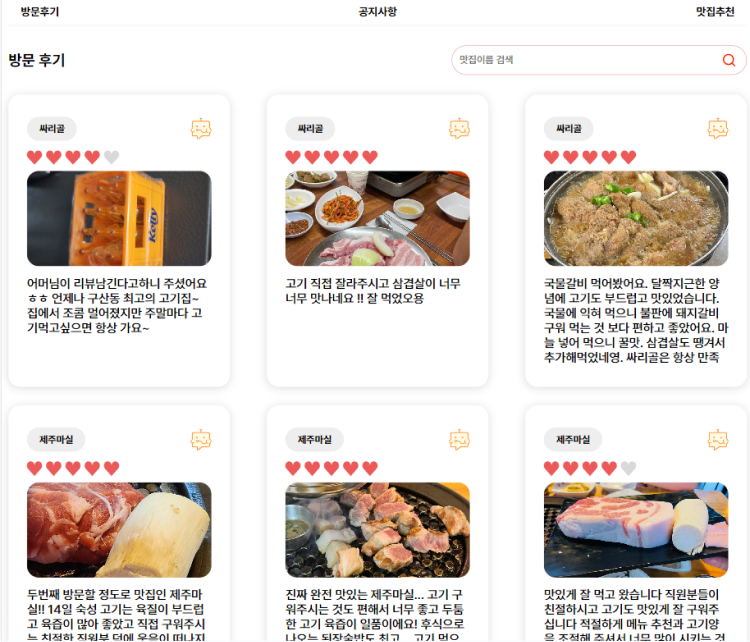 방문후기
공지사항
맛집추천
방문 후기
맛집이름 검색
싸리골
Kelly
어머님이 리뷰남긴다고하니 주셨어요
ㅎㅎ 언제나 구산동 최고의 고기집~
집에서 조콤 멀어졌지만 주말마다 고
기먹고싶으면 항상 가요~
싸리골
고기 직접 잘라주시고 삼겹살이 너무
너무 맛나네요 !! 잘 먹었오용
싸리골
국물갈비 먹어봤어요. 달짝지근한 양
념에 고기도 부드럽고 맛있었습니다.
국물에 익혀 먹으니 불판에 돼지갈비
구워 먹는 것 보다 편하고 좋았어요. 마
늘 넣어 먹으니 꿀맛. 삼겹살도 땡겨서
추가해먹었네영. 싸리골은 항상 만족
제주마실
두번째 방문할 정도로 맛집인 제주마
실!! 14일 숙성 고기는 육질이 부드럽
고 육즙이 많아 좋았고 직접 구워주시
는 친절한 직원분 덕에 웃음이 떠나지
제주마실
진짜 완전 맛있는 제주마실... 고기 구
워주시는 것도 편해서 너무 좋고 두툼
한 고기 육즙이 일품이에요! 후식으로
나오는 된장술밥도 최고... 고기 먹으
제주마실
맛있게 잘 먹고 왔습니다 직원분들이
친절하시고 고기도 맛있게 잘 구워주
십니다 적절하게 메뉴 추천과 고기양
을 조절해 주셔서 너무 많이 시키는 것